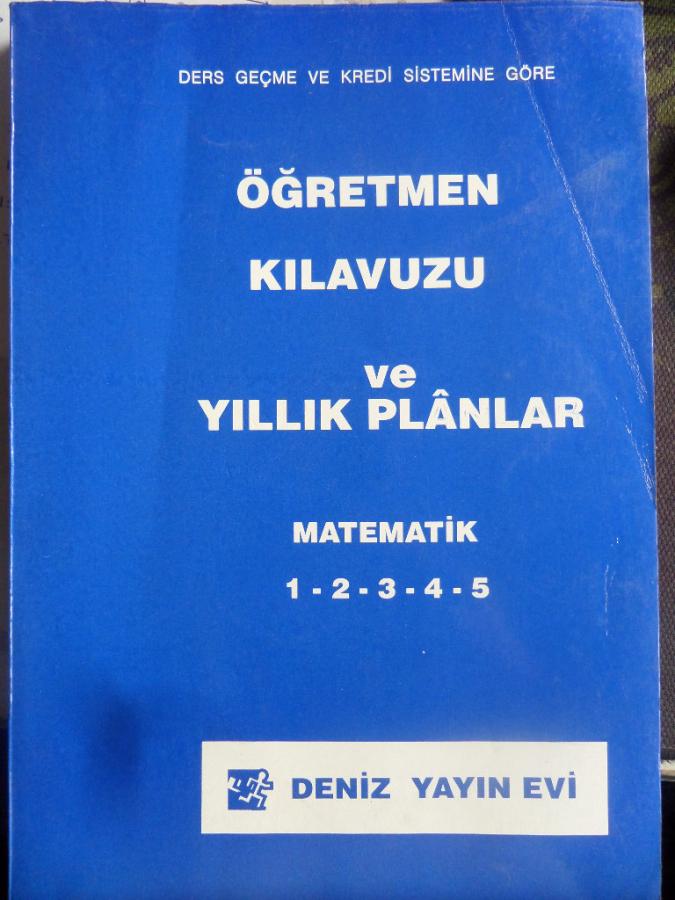 DERS GEÇME VE KREDİ SİSTEMİNE GÖRE
ÖĞRETMEN
KILAVUZU
ve
YILLIK PLÂNLAR
MATEMATİK
1 - 2 - 3 - 4 - 5
DENİZ YAYIN EVİ